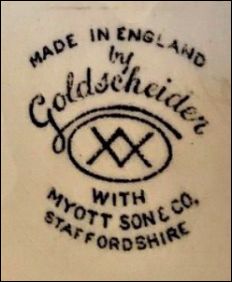 MADE IN ENGLAND
by
Goldscheider
WITH
MYOTT SON & CO.
STAFFORDSHIRE